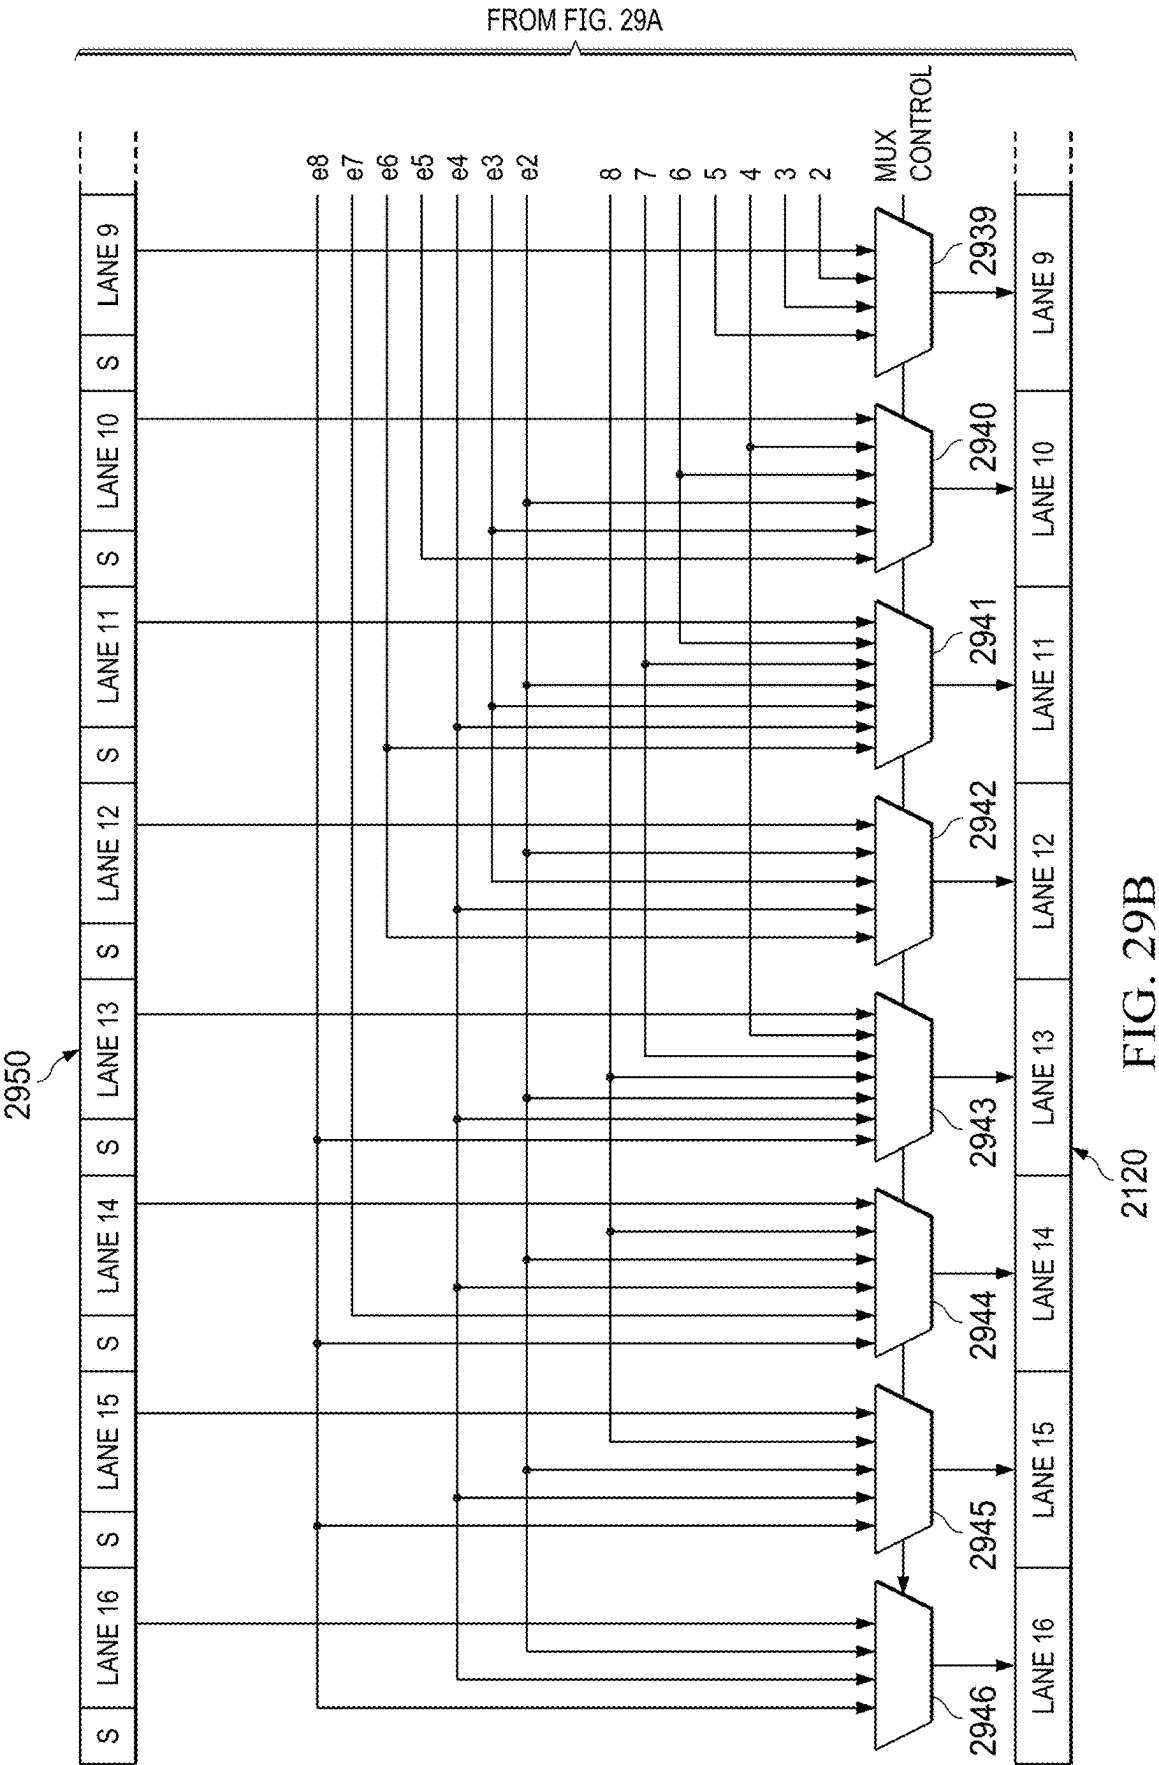 FROM FIG. 29A
2950
S LANE 16 S LANE 15 S LANE 14 S LANE 13 S LANE 12 S LANE 11 S LANE 10 S LANE 9
e8
e7
e6
e5
e4
e3
e2
8
7
6
5
4
3
2
MUX
CONTROL
2946 2945 2944 2943 2942 2941 2940 2939
LANE 16 LANE 15 LANE 14 LANE 13 LANE 12 LANE 11 LANE 10 LANE 9
2120
FIG. 29B